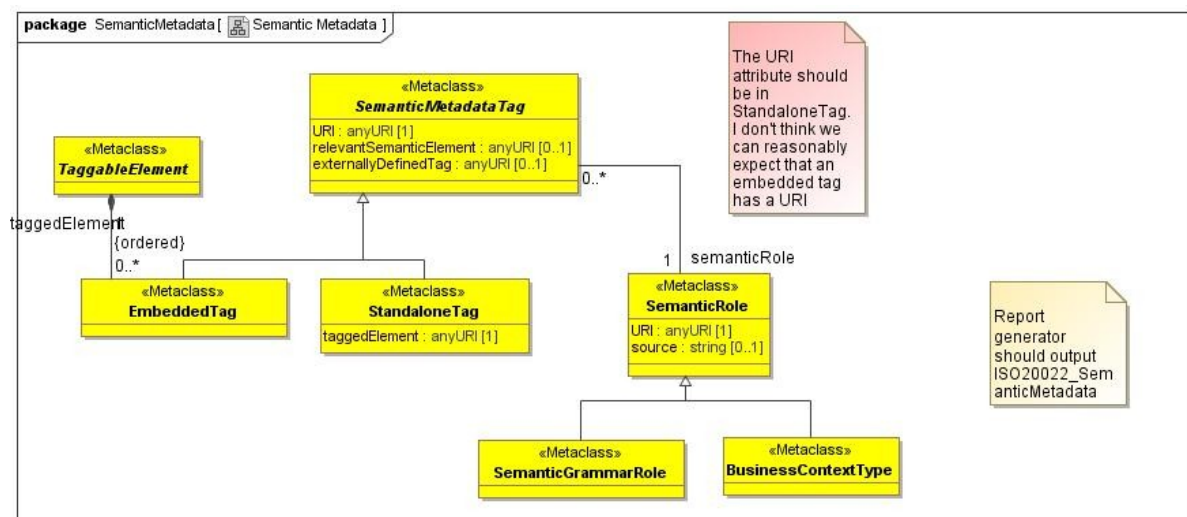 package SemanticMetadata [ Semantic Metadata ]
«Metaclass»
SemanticMetadataTag
URI : anyURI [1]
relevantSemanticElement : anyURI [0..1]
externallyDefinedTag : anyURI [0..1]
The URI
attribute should
be in
StandaloneTag.
I don't think we
can reasonably
expect that an
embedded tag
has a URI
«Metaclass»
TaggableElement
0..*
taggedElement
1
{ordered}
0..*
1
semanticRole
«Metaclass»
EmbeddedTag
«Metaclass»
StandaloneTag
taggedElement : anyURI [1]
«Metaclass»
SemanticRole
URI : anyURI [1]
source : string [0..1]
Report
generator
should output
ISO20022_Sem
anticMetadata
«Metaclass»
SemanticGrammarRole
«Metaclass»
BusinessContextType